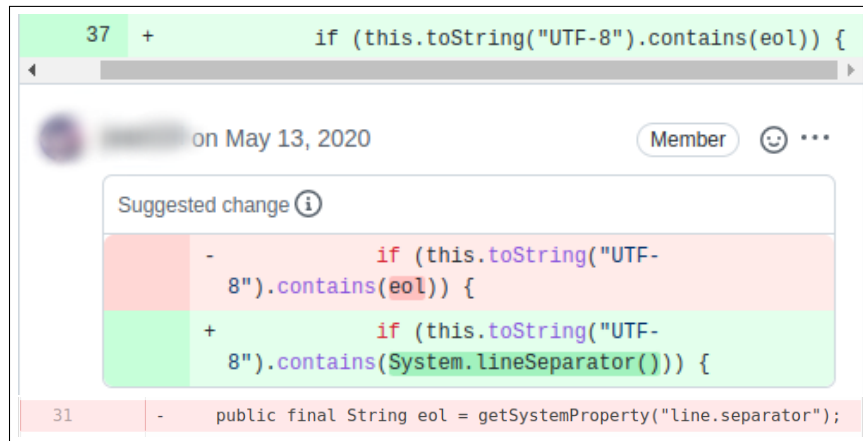 37 + if (this.toString("UTF-8").contains(eol)) {
on May 13, 2020 Member
Suggested change
- if (this.toString("UTF-
8").contains(eol)) {
+ if (this.toString("UTF-
8").contains(System.lineSeparator())) {
31 - public final String eol = getSystemProperty("line.separator");